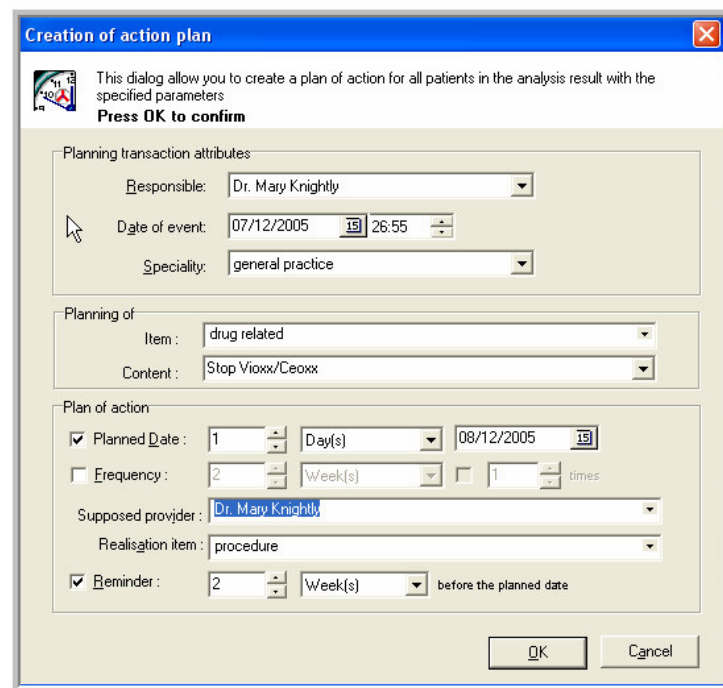 Creation of action plan
This dialog allow you to create a plan of action for all patients in the analysis result with the
specified parameters
Press OK to confirm
Planning transaction attributes
Responsible: Dr. Mary Knightly
Date of event: 07/12/2005 15 26:55
Speciality: general practice
Planning of
Item : drug related
Content : Stop Vioxx/Ceoxx
Plan of action
Planned Date : 1 Day(s) 08/12/2005 15
Frequency : 2 Week(s) 1 times
Supposed provider : Dr. Mary Knightly
Realisation item : procedure
Reminder : 2 Week(s) before the planned date
OK Cancel